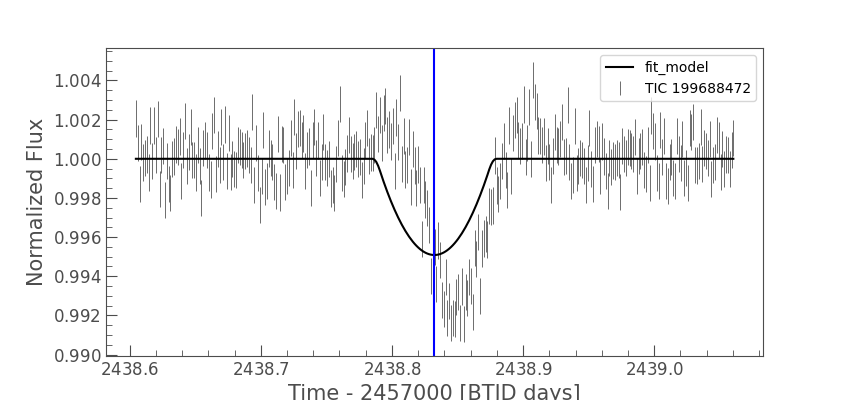 fit_model
TIC 199688472
1.004
1.002
1.000
0.998
0.996
0.994
0.992
0.990
Normalized Flux
2438.6 2438.7 2438.8 2438.9 2439.0
Time - 2457000 [BTJD days]